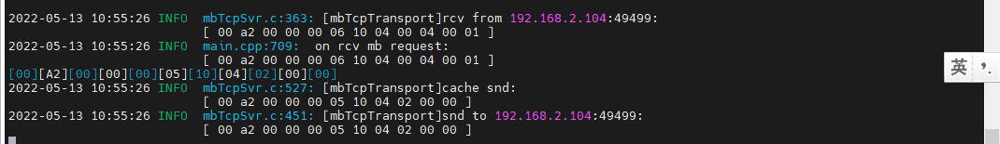 2022-05-13 10:55:26 INFO  mbTcpSvr.c:363: [mbTcpTransport]rcv from 192.168.2.104:49499:
[ 00 a2 00 00 00 06 10 04 00 04 00 01 ]
2022-05-13 10:55:26 INFO  main.cpp:709:  on rcv mb request:
[ 00 a2 00 00 00 06 10 04 00 04 00 01 ]
[00][A2][00][00][00][05][10][04][02][00][00]
2022-05-13 10:55:26 INFO  mbTcpSvr.c:527: [mbTcpTransport]cache snd:
[ 00 a2 00 00 00 05 10 04 02 00 00 ]
2022-05-13 10:55:26 INFO  mbTcpSvr.c:451: [mbTcpTransport]snd to 192.168.2.104:49499:
[ 00 a2 00 00 00 05 10 04 02 00 00 ]
英 ’.